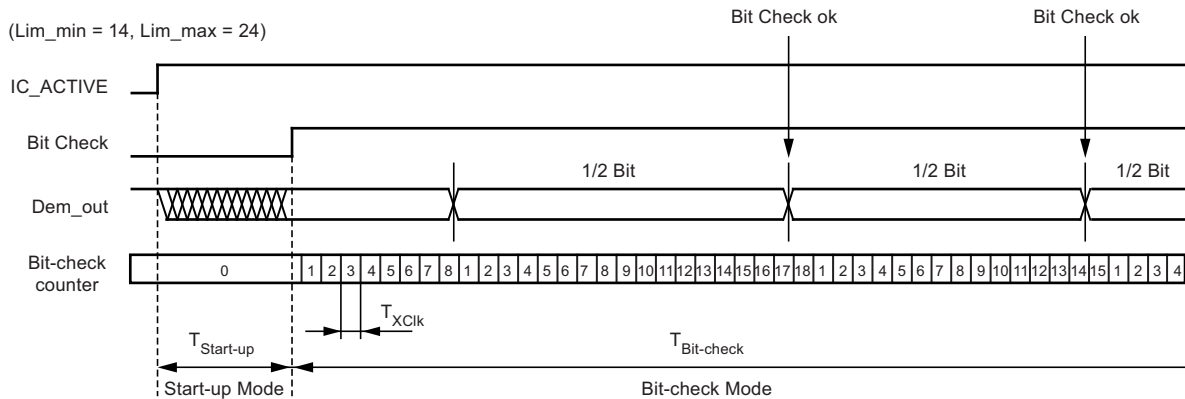 Bit Check ok Bit Check ok
(Lim_min = 14, Lim_max = 24)
IC_ACTIVE
Bit Check
1/2 Bit 1/2 Bit 1/2 Bit
Dem_out
Bit-check
counter
0 1 2 3 4 5 6 7 8 1 2 3 4 5 6 7 8 9 10 11 12 13 14 15 16 17 18 1 2 3 4 5 6 7 8 9 10 11 12 13 14 15 1 2 3 4
TXClk
TStart-up TBit-check
Start-up Mode Bit-check Mode